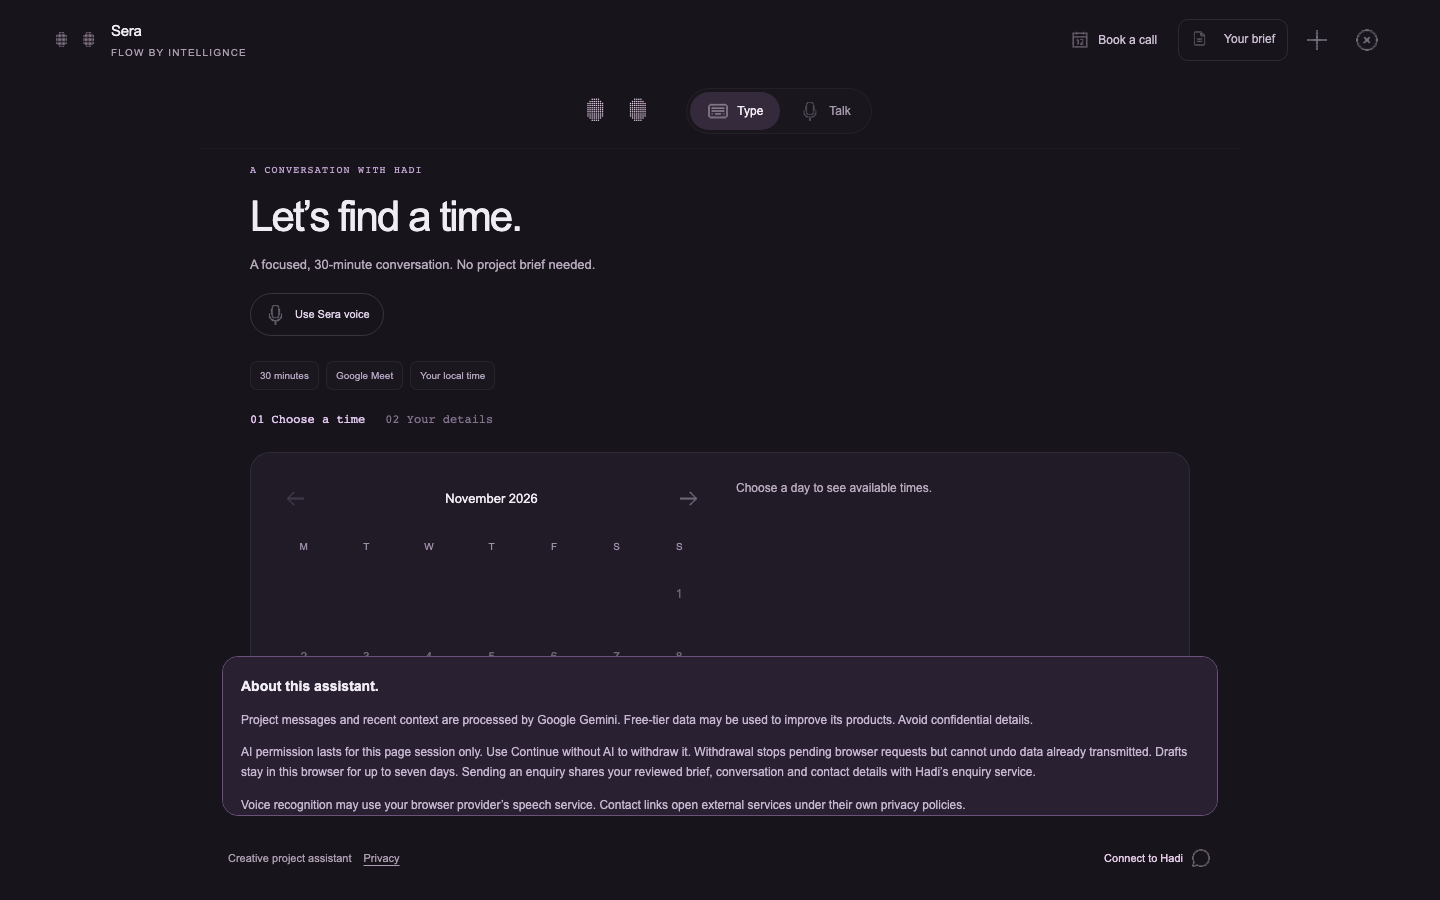 Sera
FLOW BY INTELLIGNCE
Book a call
Your brief
Type
Talk
A CONVERSATION WITH HADI
Let’s find a time.
A focused, 30-minute conversation. No project brief needed.
Use Sera voice
30 minutes
Google Meet
Your local time
01 Choose a time
02 Your details
November 2026
Choose a day to see available times.
M T W T F S S
1
2 3 4 5 6 7 8
About this assistant.
Project messages and recent context are processed by Google Gemini. Free-tier data may be used to improve its products. Avoid confidential details.
AI permission lasts for this page session only. Use Continue without AI to withdraw it. Withdrawal stops pending browser requests but cannot undo data already transmitted. Drafts
stay in this browser for up to seven days. Sending an enquiry shares your reviewed brief, conversation and contact details with Hadi’s enquiry service.
Voice recognition may use your browser provider’s speech service. Contact links open external services under their own privacy policies.
Creative project assistant
Privacy
Connect to Hadi